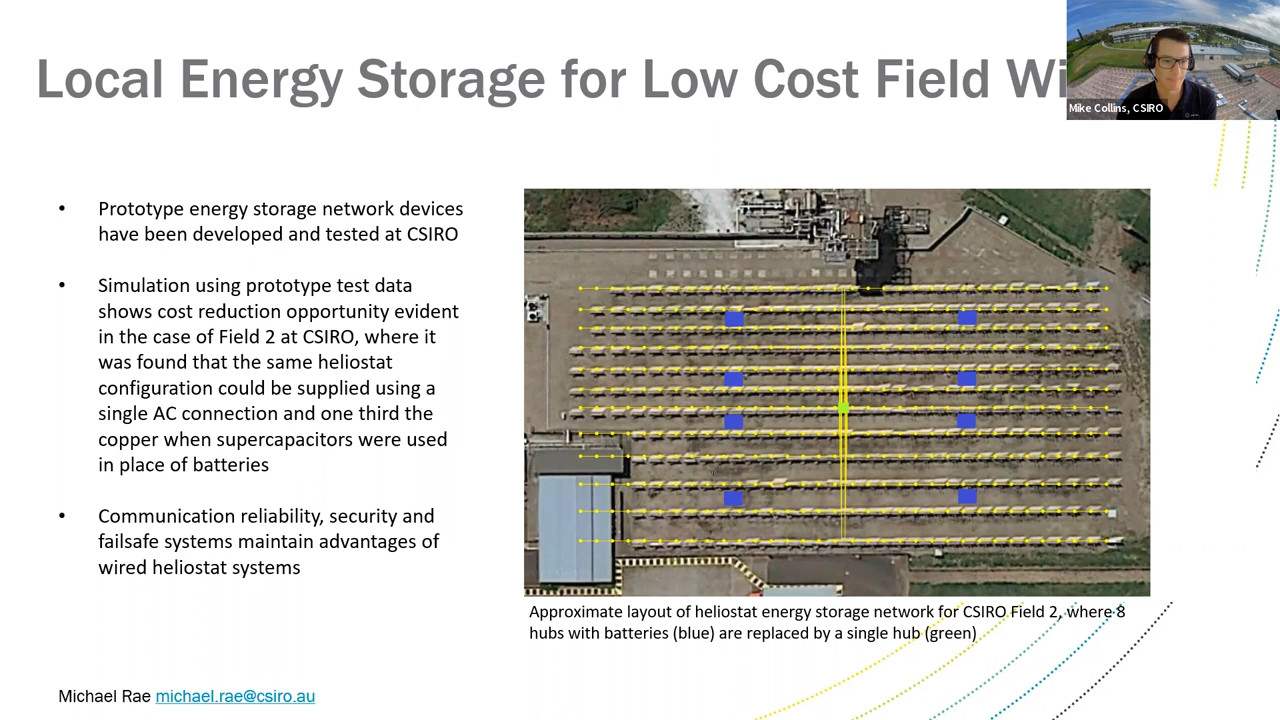 Local Energy Storage for Low Cost Field Wi
Mike Collins, CSIRO
• Prototype energy storage network devices
have been developed and tested at CSIRO
• Simulation using prototype test data
shows cost reduction opportunity evident
in the case of Field 2 at CSIRO, where it
was found that the same heliostat
configuration could be supplied using a
single AC connection and one third the
copper when supercapacitors were used
in place of batteries
• Communication reliability, security and
failsafe systems maintain advantages of
wired heliostat systems
Approximate layout of heliostat energy storage network for CSIRO Field 2, where 8
hubs with batteries (blue) are replaced by a single hub (green)
Michael Rae michael.rae@csiro.au